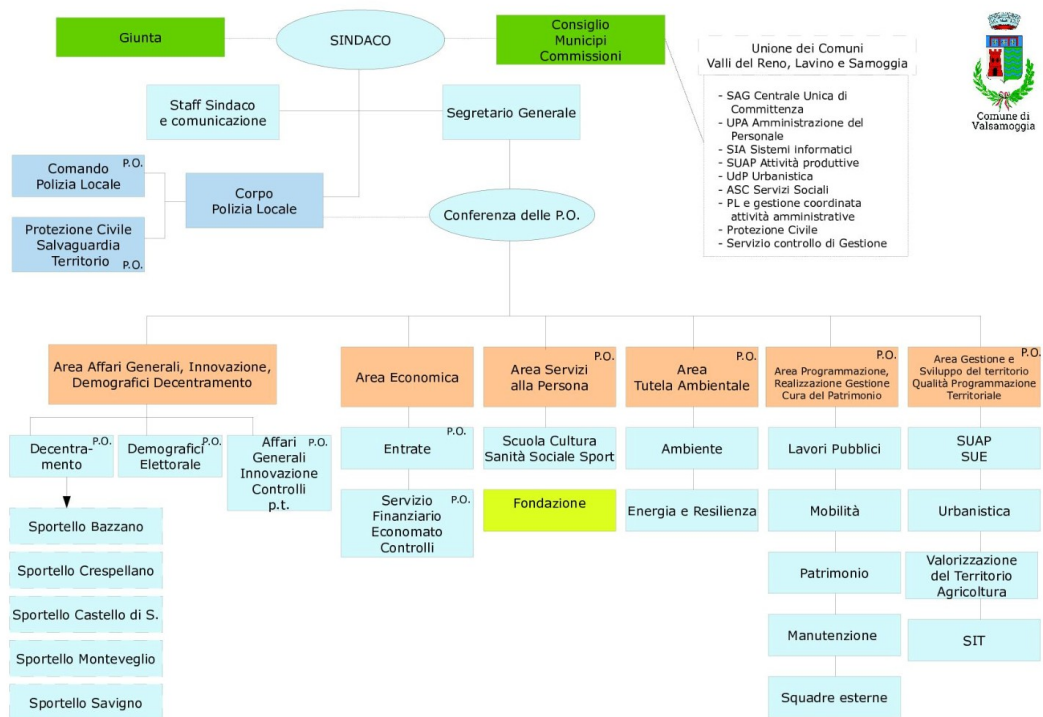 Giunta
SINDACO
Consiglio
Municipi
Commissioni
Unione dei Comuni
Valli del Reno, Lavino e Samoggia
- SAG Centrale Unica di
Committenza
- UPA Amministrazione del
Personale
- SIA Sistemi informatici
- SUAP Attività produttive
- UdP Urbanistica
- ASC Servizi Sociali
- PL e gestione coordinata
attività amministrative
- Protezione Civile
- Servizio controllo di Gestione
Comune di
Valsamoggia
Staff Sindaco
e comunicazione
Segretario Generale
P.O.
Comando
Polizia Locale
Corpo
Polizia Locale
Conferenza delle P.O.
Protezione Civile
Salvaguardia
Territorio
P.O.
Area Affari Generali, Innovazione,
Demografici Decentramento
Area Economica
P.O.
Area Servizi
alla Persona
P.O.
Area
Tutela Ambientale
P.O.
Area Programmazione,
Realizzazione Gestione
Cura del Patrimonio
P.O.
Area Gestione e
Sviluppo del territorio
Qualità Programmazione
Territoriale
P.O.
Decentra-
mento
P.O.
Demografici
Elettorale
P.O.
Affari
Generali
Innovazione
Controlli
p.t.
P.O.
Entrate
Scuola Cultura
Sanità Sociale Sport
Ambiente
Lavori Pubblici
SUAP
SUE
P.O.
Servizio
Finanziario
Economato
Controlli
Fondazione
Energia e Resilienza
Mobilità
Urbanistica
Sportello Bazzano
Sportello Crespellano
Sportello Castello di S.
Sportello Monteveglio
Sportello Savigno
Patrimonio
Valorizzazione
del Territorio
Agricoltura
Manutenzione
SIT
Squadre esterne